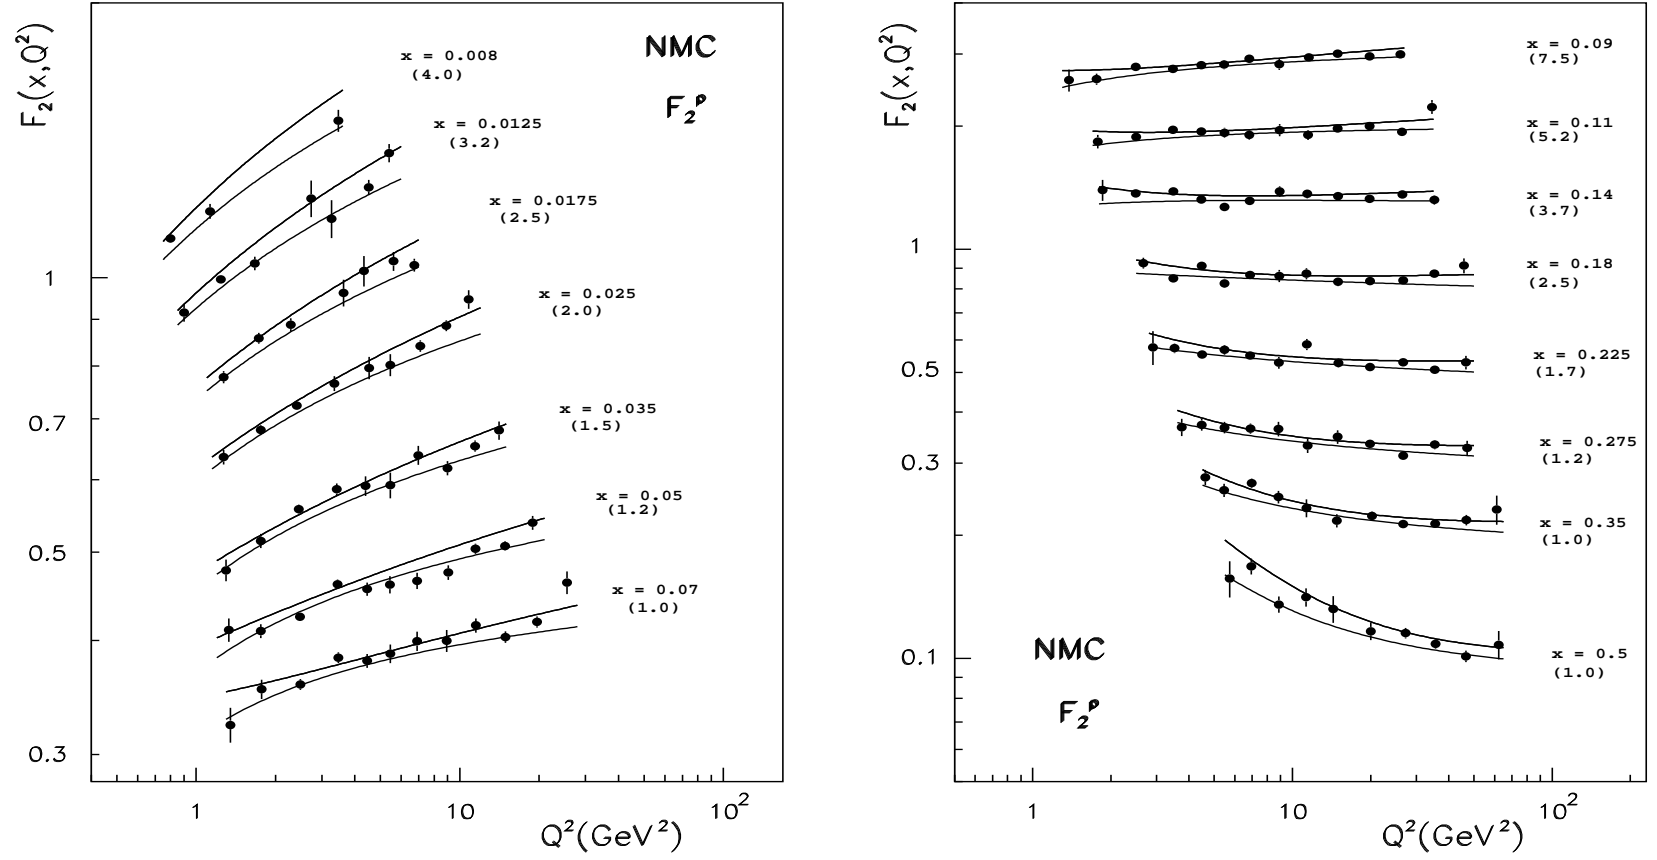 F₂(x,Q²)
NMC
F₂ᵖ
x = 0.008
(4.0)
x = 0.0125
(3.2)
x = 0.0175
(2.5)
x = 0.025
(2.0)
x = 0.035
(1.5)
x = 0.05
(1.2)
x = 0.07
(1.0)
1
0.7
0.5
0.3
1
10
10²
Q²(GeV²)
F₂(x,Q²)
x = 0.09
(7.5)
x = 0.11
(5.2)
x = 0.14
(3.7)
x = 0.18
(2.5)
x = 0.225
(1.7)
x = 0.275
(1.2)
x = 0.35
(1.0)
x = 0.5
(1.0)
NMC
F₂ᵖ
1
0.5
0.3
0.1
1
10
10²
Q²(GeV²)